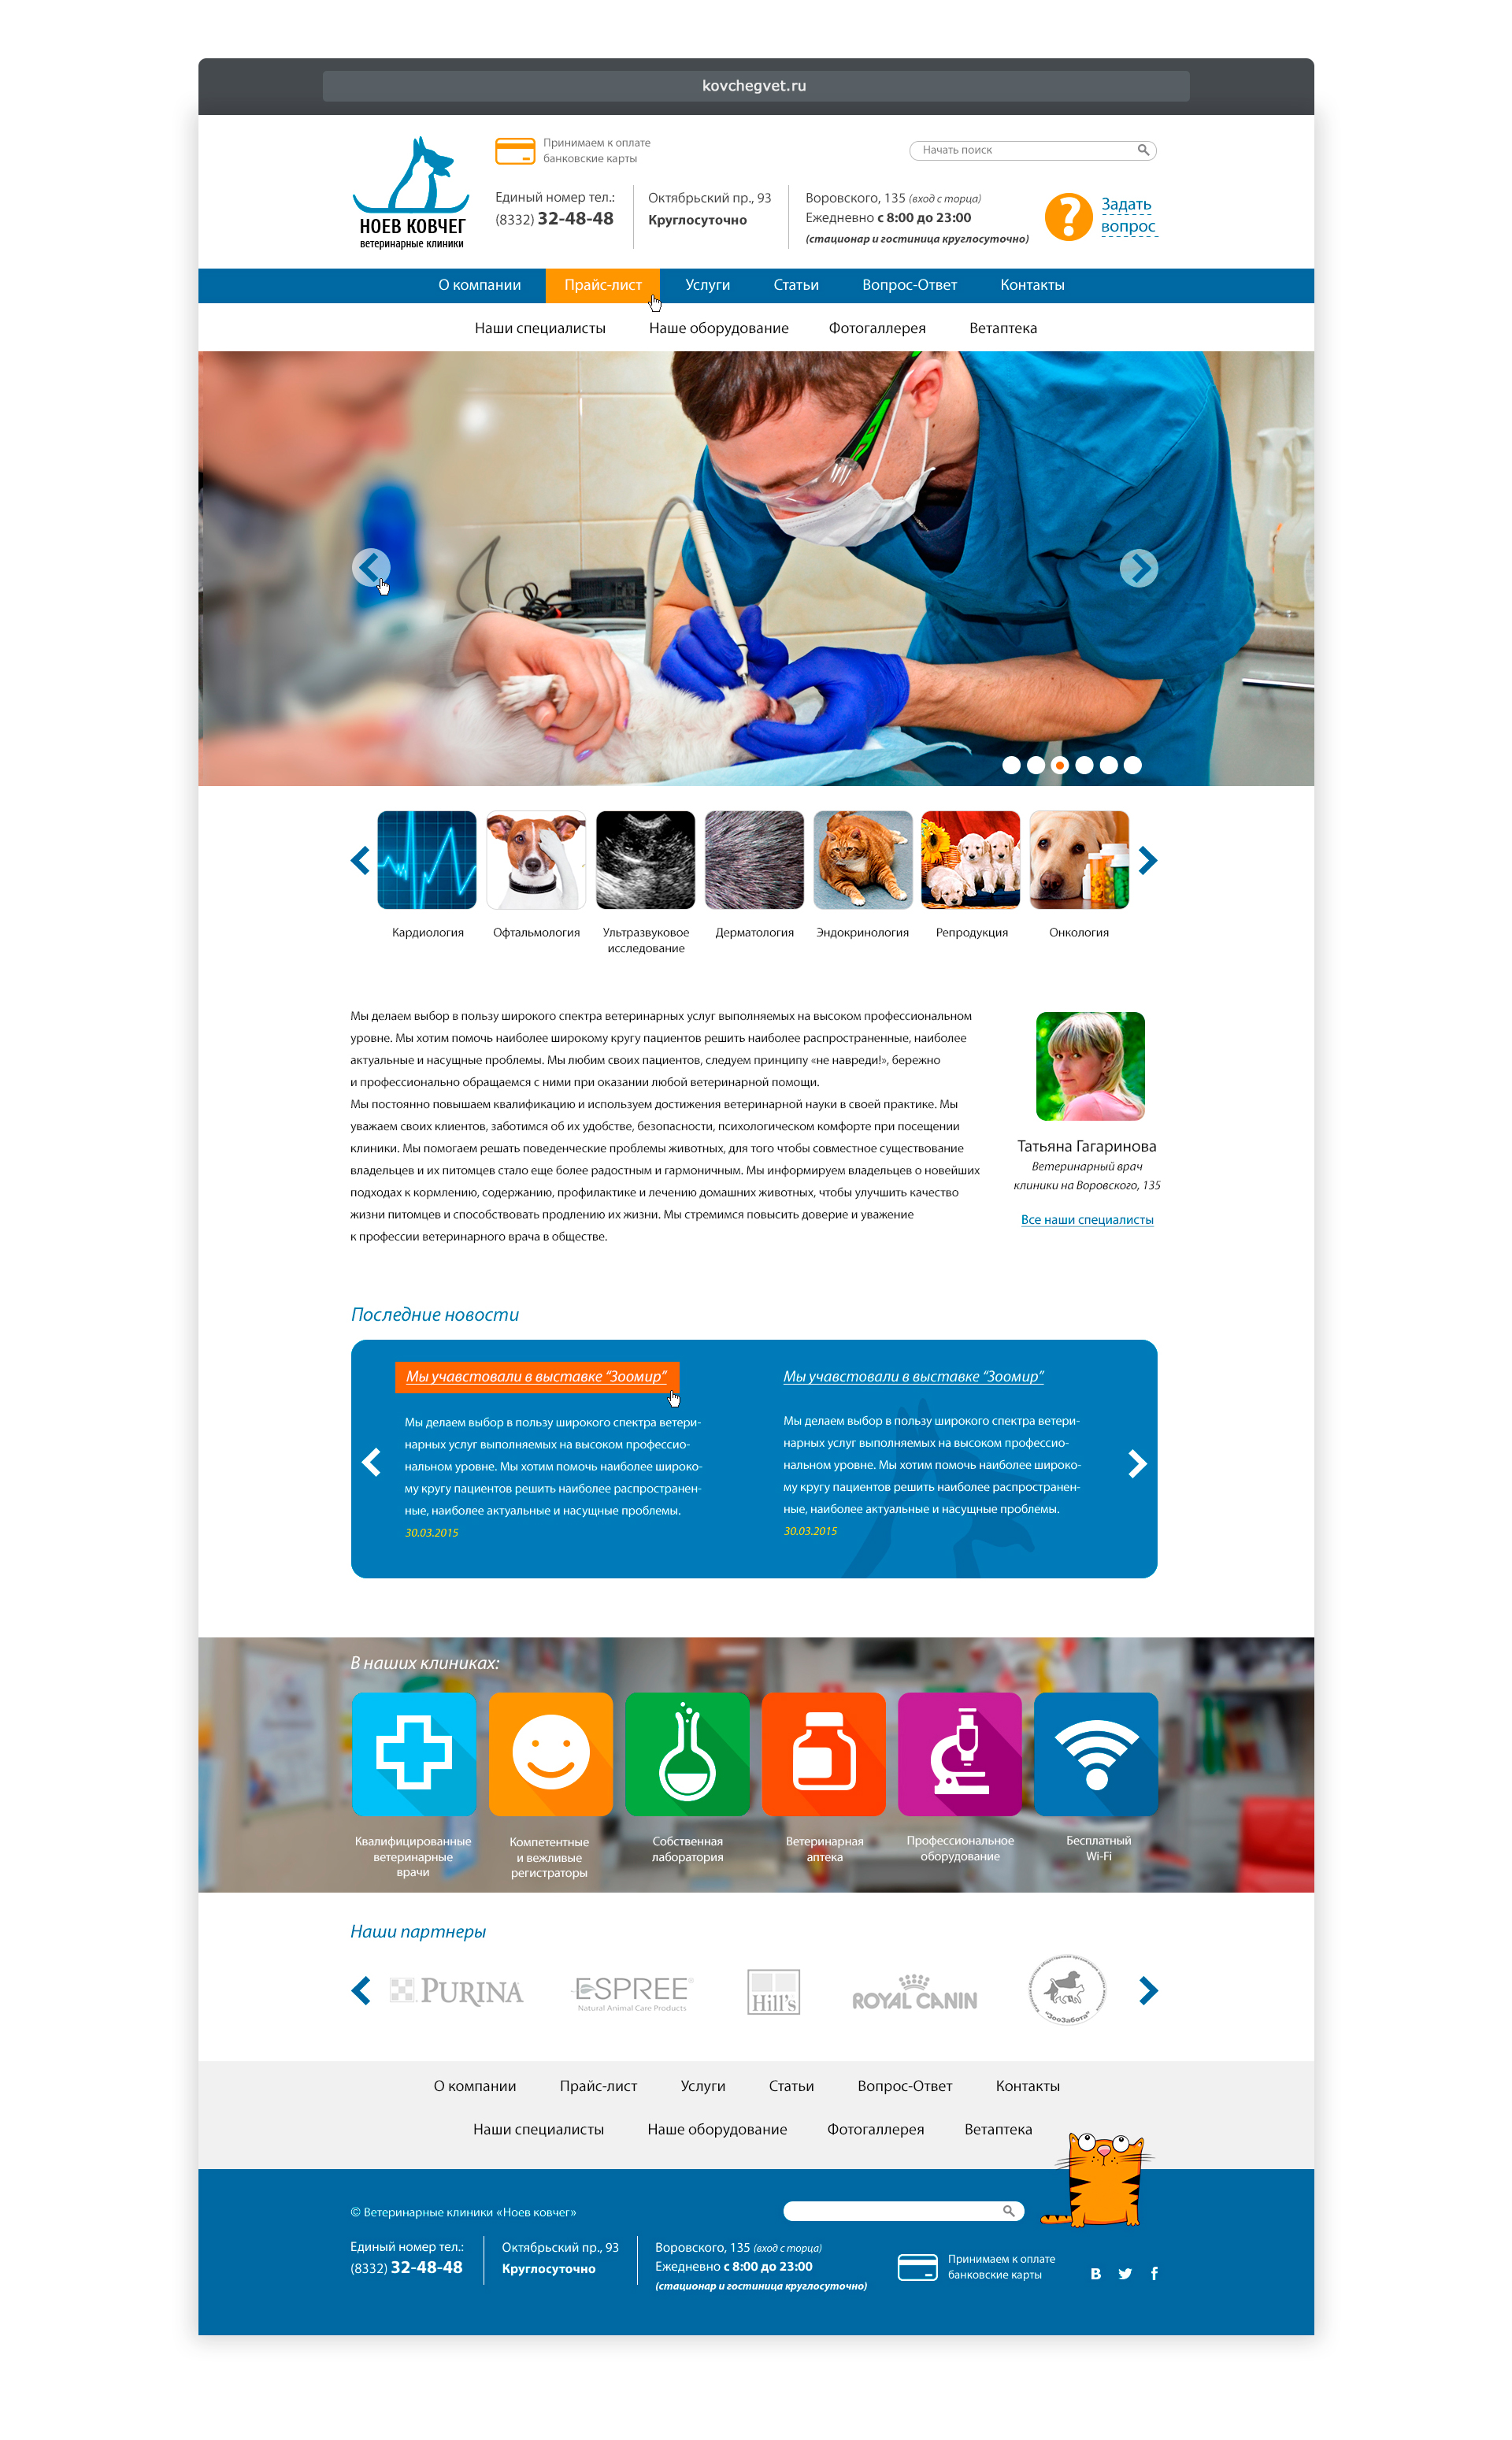 kovchegvet.ru
Принимаем к оплате
банковские карты
Начать поиск
НОЕВ КОВЧЕГ
ветеринарные клиники
Единый номер тел.:
(8332) 32-48-48
Октябрьский пр., 93
Круглосуточно
Воровского, 135 (вход с торца)
Ежедневно с 8:00 до 23:00
(стационар и гостиница круглосуточно)
Задать
вопрос
О компании Прайс-лист Услуги Статьи Вопрос-Ответ Контакты
Наши специалисты Наше оборудование Фотогаллерея Ветаптека
Кардиология
Офтальмология
Ультразвуковое
исследование
Дерматология
Эндокринология
Репродукция
Онкология
Мы делаем выбор в пользу широкого спектра ветеринарных услуг выполняемых на высоком профессиональном
уровне. Мы хотим помочь наиболее широкому кругу пациентов решить наиболее распространенные, наиболее
актуальные и насущные проблемы. Мы любим своих пациентов, следуем принципу «не навреди!», бережно
и профессионально обращаемся с ними при оказании любой ветеринарной помощи.
Мы постоянно повышаем квалификацию и используем достижения ветеринарной науки в своей практике. Мы
уважаем своих клиентов, заботимся об их удобстве, безопасности, психологическом комфорте при посещении
клиники. Мы помогаем решать поведенческие проблемы животных, для того чтобы совместное существование
владельцев и их питомцев стало еще более радостным и гармоничным. Мы информируем владельцев о новейших
подходах к кормлению, содержанию, профилактике и лечению домашних животных, чтобы улучшить качество
жизни питомцев и способствовать продлению их жизни. Мы стремимся повысить доверие и уважение
к профессии ветеринарного врача в обществе.
Татьяна Гагаринова
Ветеринарный врач
клиники на Воровского, 135
Все наши специалисты
Последние новости
Мы учавстовали в выставке “Зоомир”
Мы делаем выбор в пользу широкого спектра ветери-
нарных услуг выполняемых на высоком профессио-
нальном уровне. Мы хотим помочь наиболее широко-
му кругу пациентов решить наиболее распространен-
ные, наиболее актуальные и насущные проблемы.
30.03.2015
Мы учавстовали в выставке “Зоомир”
Мы делаем выбор в пользу широкого спектра ветери-
нарных услуг выполняемых на высоком профессио-
нальном уровне. Мы хотим помочь наиболее широко-
му кругу пациентов решить наиболее распространен-
ные, наиболее актуальные и насущные проблемы.
30.03.2015
В наших клиниках:
Квалифицированные
ветеринарные
врачи
Компетентные
и вежливые
регистраторы
Собственная
лаборатория
Ветеринарная
аптека
Профессиональное
оборудование
Бесплатный
Wi-Fi
Наши партнеры
PURINA
ESPREE
Natural Animal Care Products
Hill's
ROYAL CANIN
"ЗооЗабота"
О компании Прайс-лист Услуги Статьи Вопрос-Ответ Контакты
Наши специалисты Наше оборудование Фотогаллерея Ветаптека
© Ветеринарные клиники «Ноев ковчег»
Единый номер тел.:
(8332) 32-48-48
Октябрьский пр., 93
Круглосуточно
Воровского, 135 (вход с торца)
Ежедневно с 8:00 до 23:00
(стационар и гостиница круглосуточно)
Принимаем к оплате
банковские карты